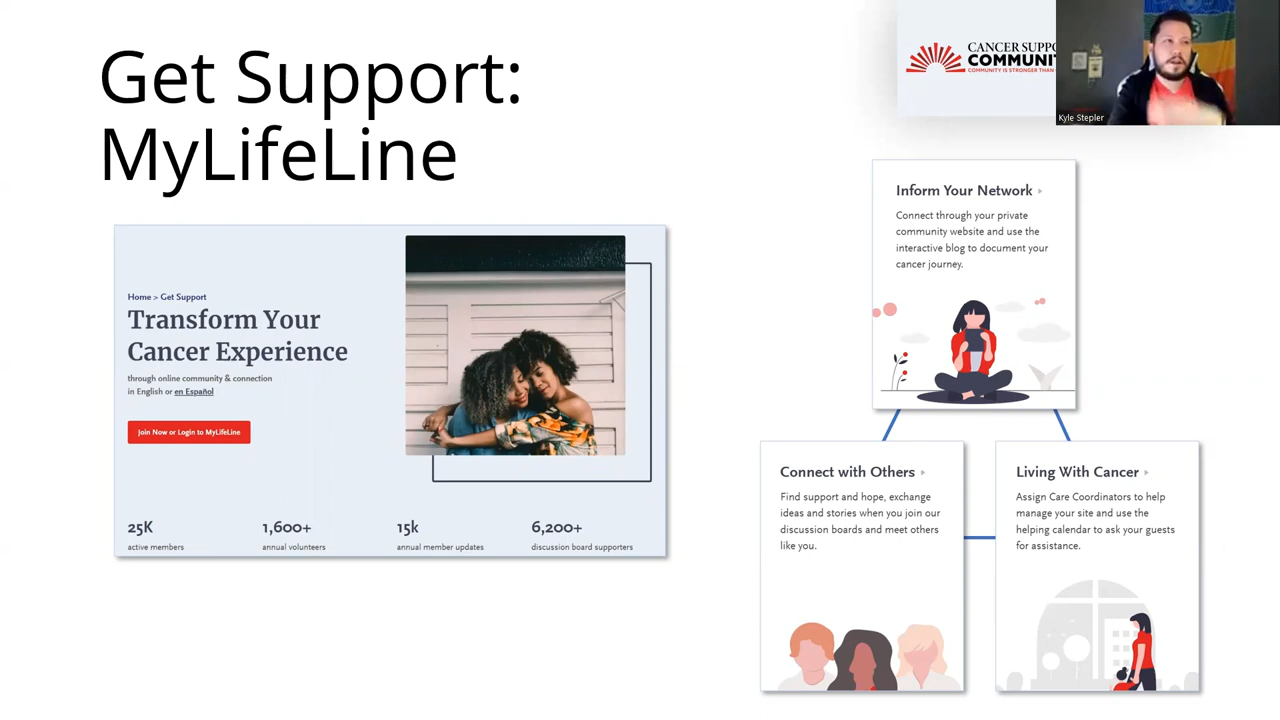 Get Support:
MyLifeLine
CANCER
COMMUNITY IS STRONGER THAN
Kyle Stepler
Home > Get Support
Transform Your
Cancer Experience
through online community & connection
in English or en Español
Join Now or Login to MyLifeLine
25K
active members
1,600+
annual volunteers
15k
annual member updates
6,200+
discussion board supporters
Inform Your Network
Connect through your private
community website and use the
interactive blog to document your
cancer journey.
Connect with Others
Find support and hope, exchange
ideas and stories when you join our
discussion boards and meet others
like you.
Living With Cancer
Assign Care Coordinators to help
manage your site and use the
helping calendar to ask your guests
for assistance.